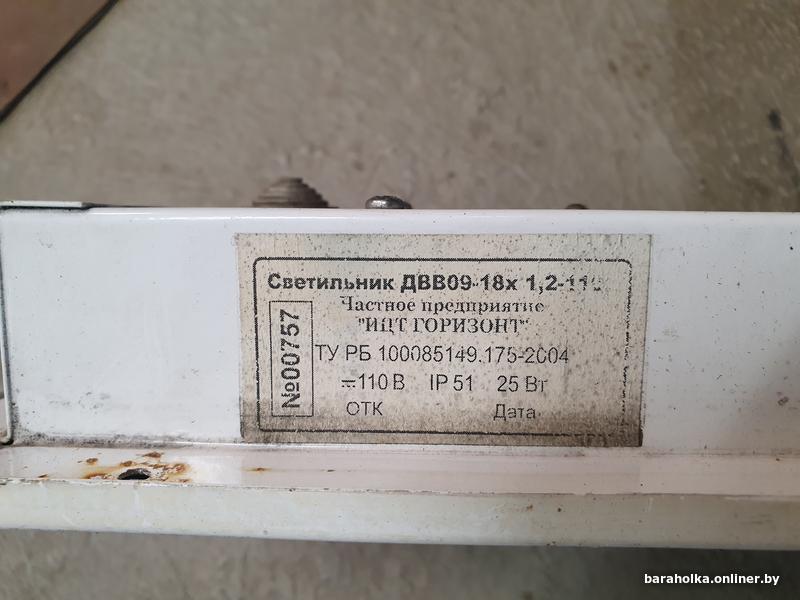 Светильник ДВВ09-18х 1,2-110
Частное предприятие
"ИЦТ ГОРИЗОНТ"
№00757
ТУ РБ 100085149.175-2004
⎓110 В IP 51 25 Вт
ОТК Дата
baraholka.onliner.by